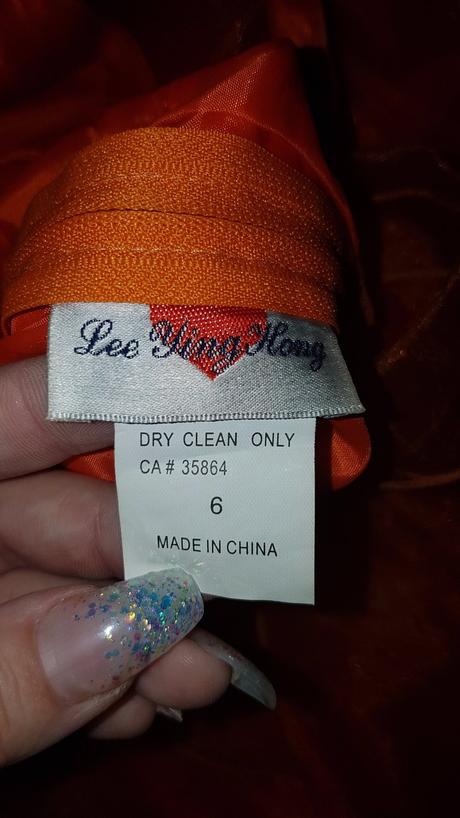 Lee Ying Hong
DRY CLEAN ONLY
CA# 35864
6
MADE IN CHINA